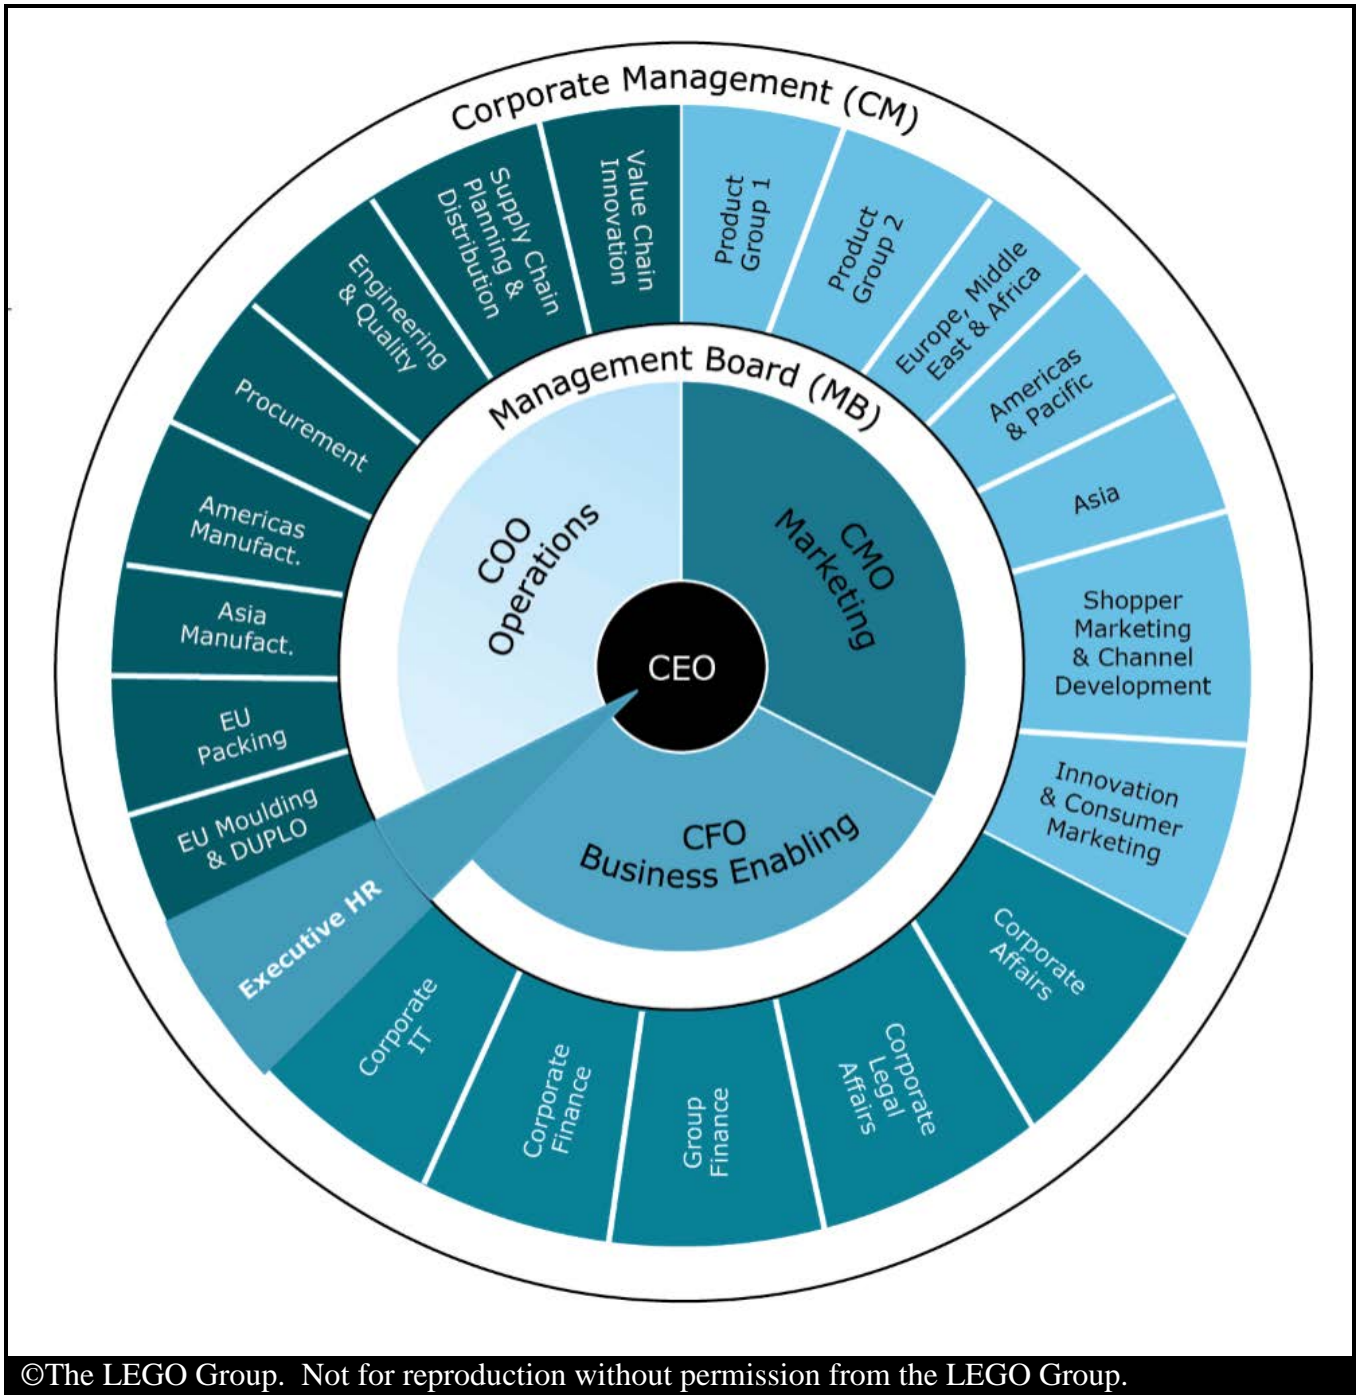 Corporate Management (CM)
Value Chain
Innovation
Supply Chain
Planning &
Distribution
Engineering
& Quality
Procurement
Americas
Manufact.
Asia
Manufact.
EU
Packing
EU Moulding
& DUPLO
Executive HR
Product
Group 1
Product
Group 2
Europe, Middle
East & Africa
Americas
& Pacific
Asia
Shopper
Marketing
& Channel
Development
Innovation
& Consumer
Marketing
Corporate
Affairs
Corporate
Legal
Affairs
Group
Finance
Corporate
Finance
Corporate
IT
Management Board (MB)
COO
Operations
CMO
Marketing
CEO
CFO
Business Enabling
©The LEGO Group.  Not for reproduction without permission from the LEGO Group.